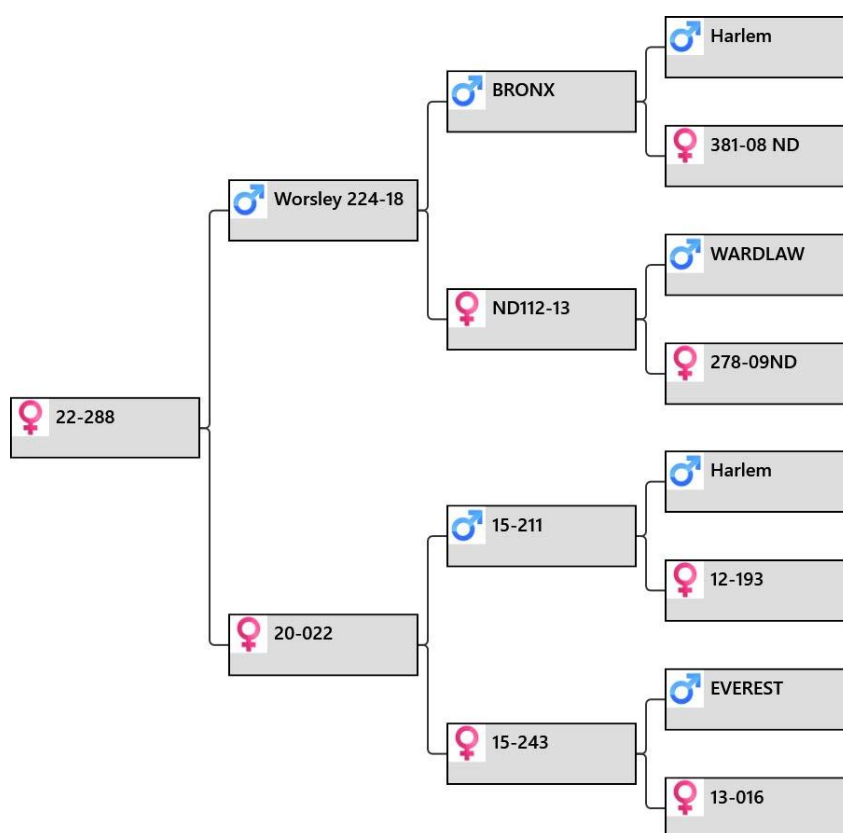 Harlem
BRONX
381-08 ND
Worsley 224-18
WARDLAW
ND112-13
278-09ND
22-288
Harlem
15-211
12-193
20-022
EVEREST
15-243
13-016